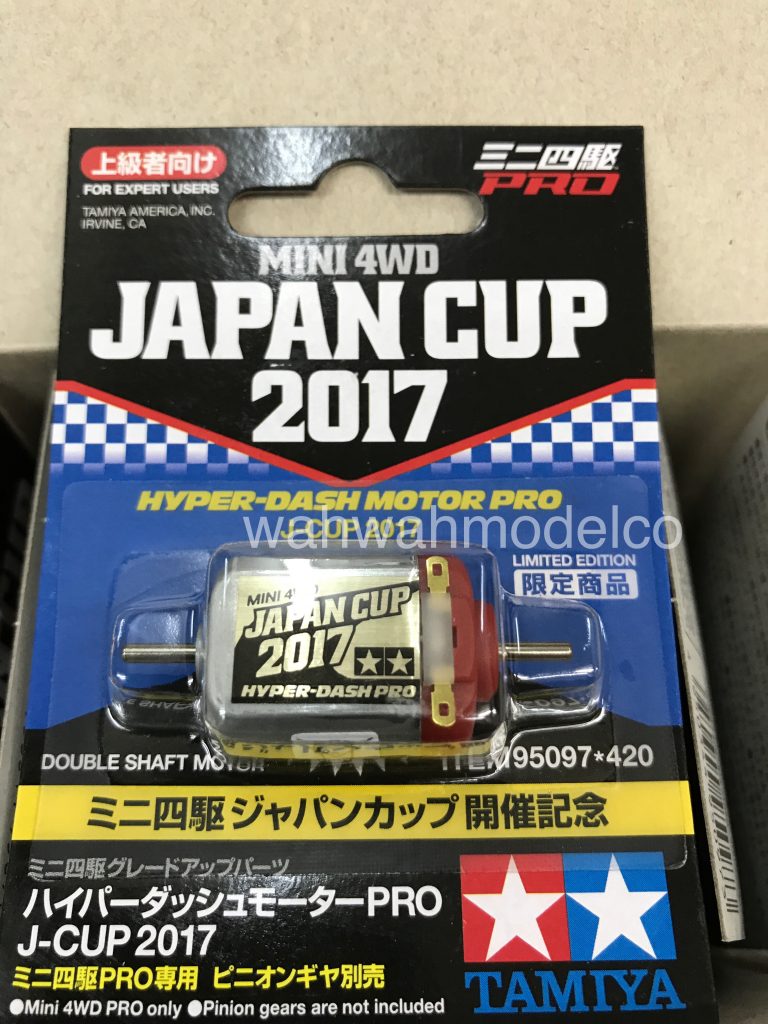 上級者向け
FOR EXPERT USERS
TAMIYA AMERICA, INC.
IRVINE, CA
ミニ四駆
PRO
MINI 4WD
JAPAN CUP
2017
HYPER-DASH MOTOR PRO
J-CUP 2017
wahwahmodelco
LIMITED EDITION
限定商品
MINI 4WD
JAPAN CUP
2017
HYPER-DASH PRO
DOUBLE SHAFT MOTOR
ITEM 95097*420
ミニ四駆 ジャパンカップ 開催記念
ミニ四駆グレードアップパーツ
ハイパーダッシュモーターPRO
J-CUP 2017
ミニ四駆PRO専用 ピニオンギヤ別売
●Mini 4WD PRO only ●Pinion gears are not included
TAMIYA